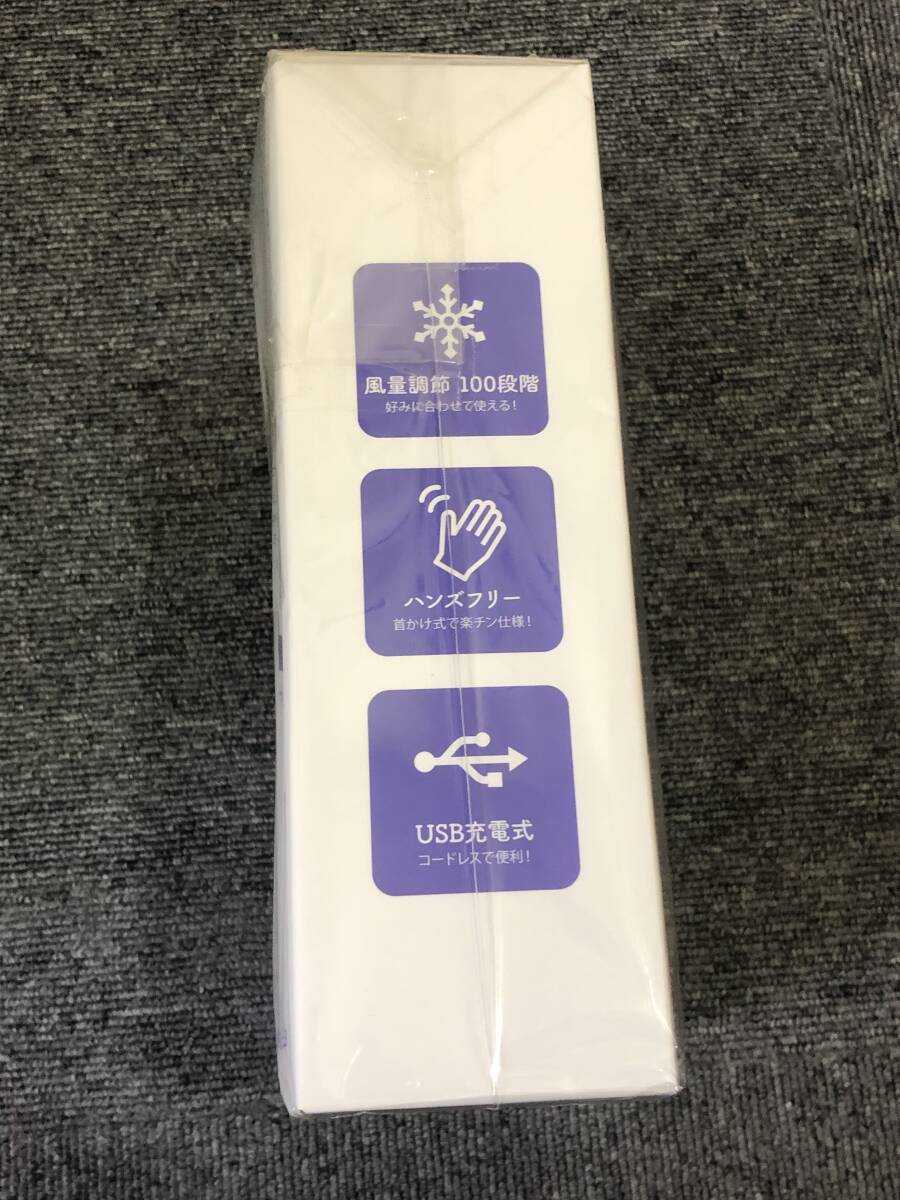 風量調節 100段階
好みに合わせて使える!
ハンズフリー
首かけ式で楽チン仕様!
USB充電式
コードレスで便利!